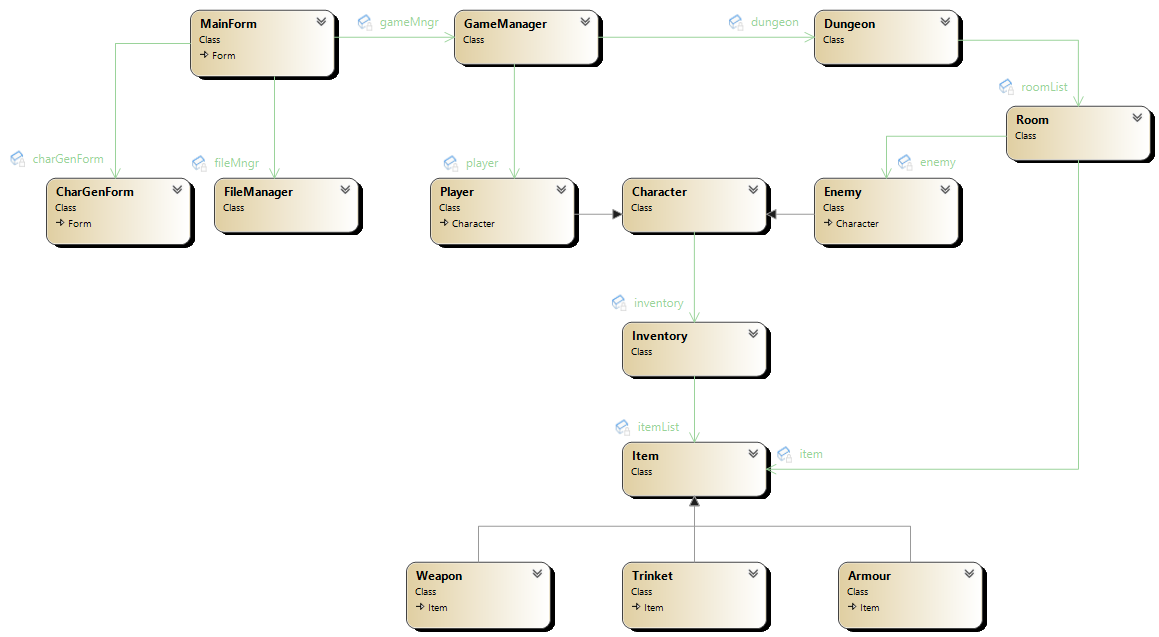 MainForm
Class
Form
gameMngr
GameManager
Class
dungeon
Dungeon
Class
roomList
Room
Class
charGenForm
fileMngr
player
enemy
CharGenForm
Class
Form
FileManager
Class
Player
Class
Character
Character
Class
Enemy
Class
Character
inventory
Inventory
Class
itemList
Item
Class
item
Weapon
Class
Item
Trinket
Class
Item
Armour
Class
Item